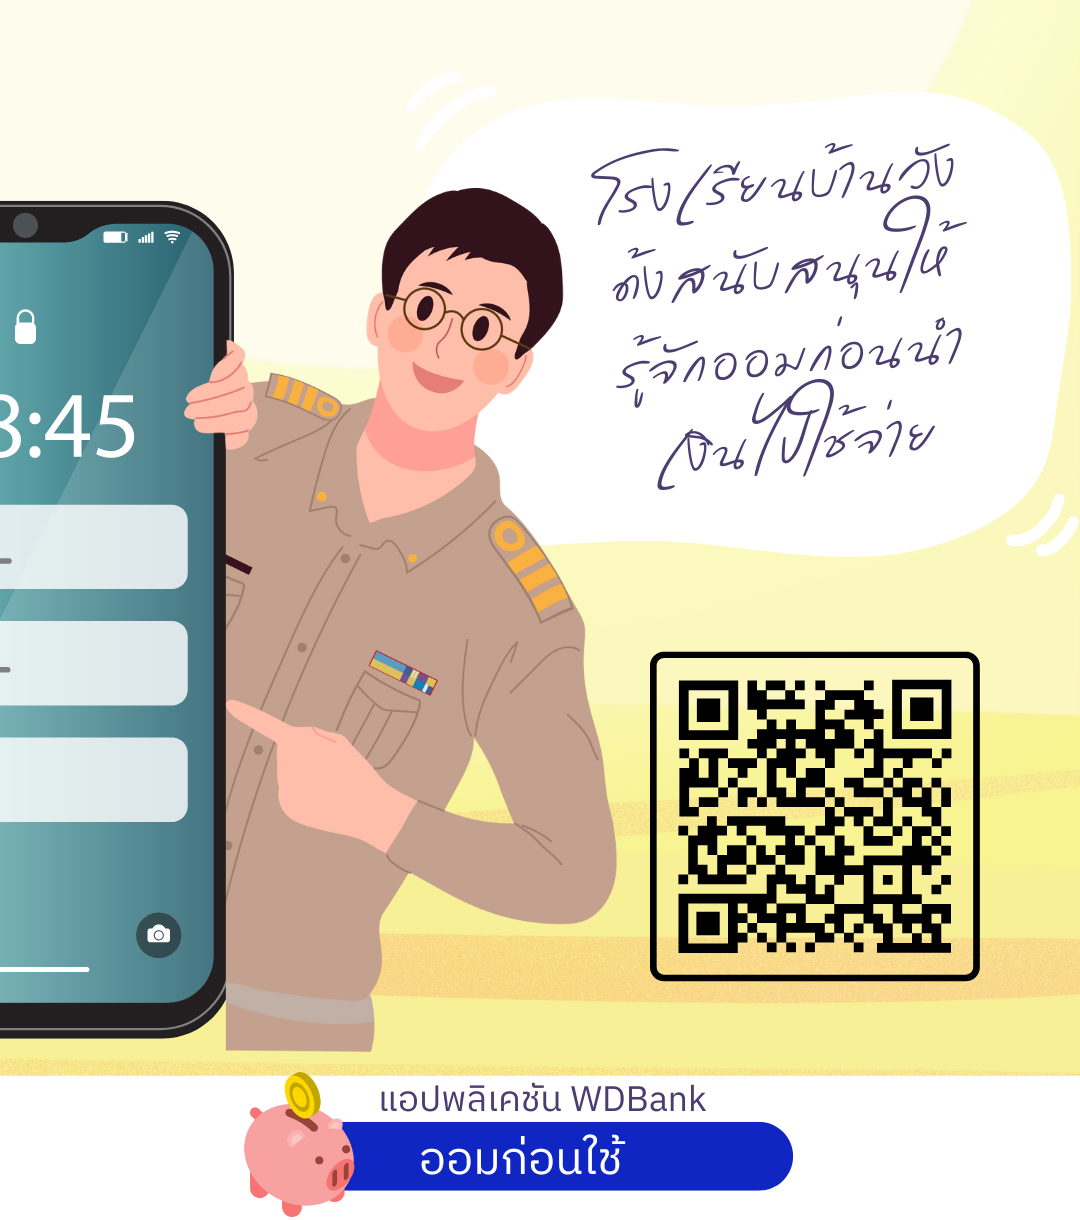 โรงเรียนบ้านวัง
ด้งสนับสนุนให้
รู้จักออมก่อนนำ
เงินไปใช้จ่าย
8:45
แอปพลิเคชัน WDBank
ออมก่อนใช้